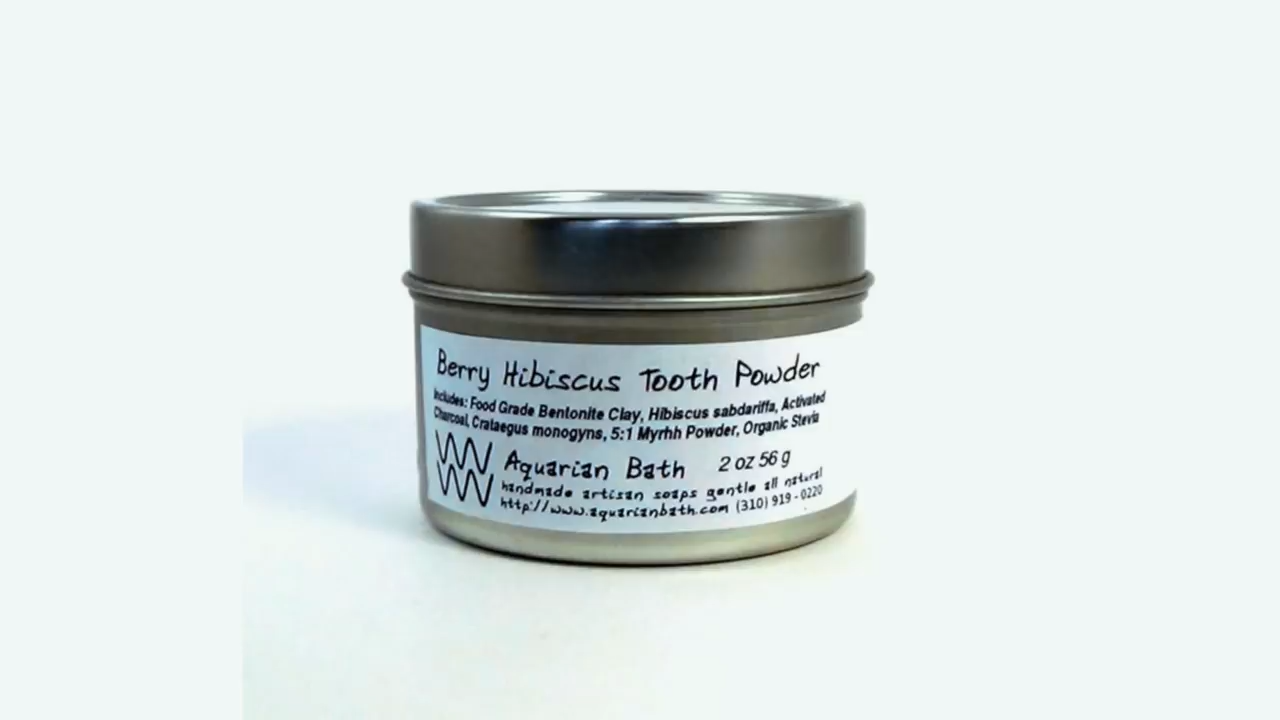 Berry Hibiscus Tooth Powder
Includes: Food Grade Bentonite Clay, Hibiscus sabdariffa, Activated
Charcoal, Crataegus monogyns, 5:1 Myrhh Powder, Organic Stevia
Aquarian Bath 2 oz 56 g
handmade artisan soaps gentle all natural
http://www.aquarianbath.com (310) 919 - 0220